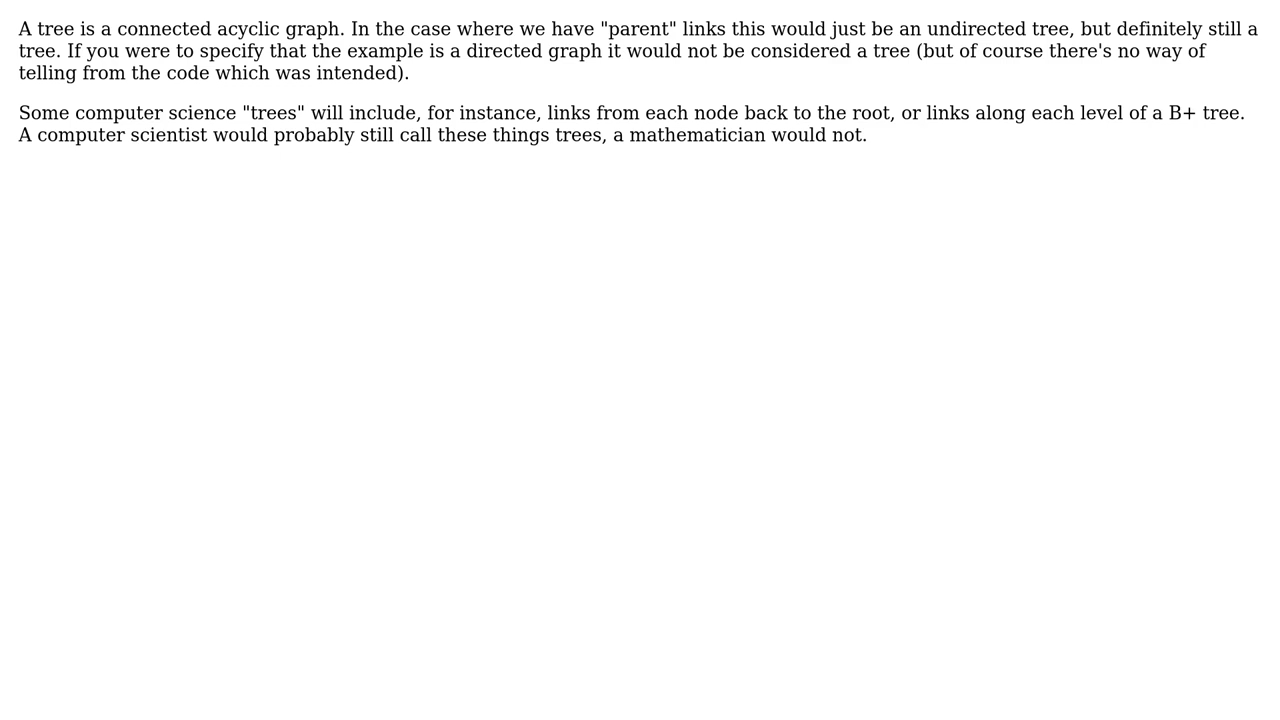 A tree is a connected acyclic graph. In the case where we have "parent" links this would just be an undirected tree, but definitely still a
tree. If you were to specify that the example is a directed graph it would not be considered a tree (but of course there's no way of
telling from the code which was intended).
Some computer science "trees" will include, for instance, links from each node back to the root, or links along each level of a B+ tree.
A computer scientist would probably still call these things trees, a mathematician would not.